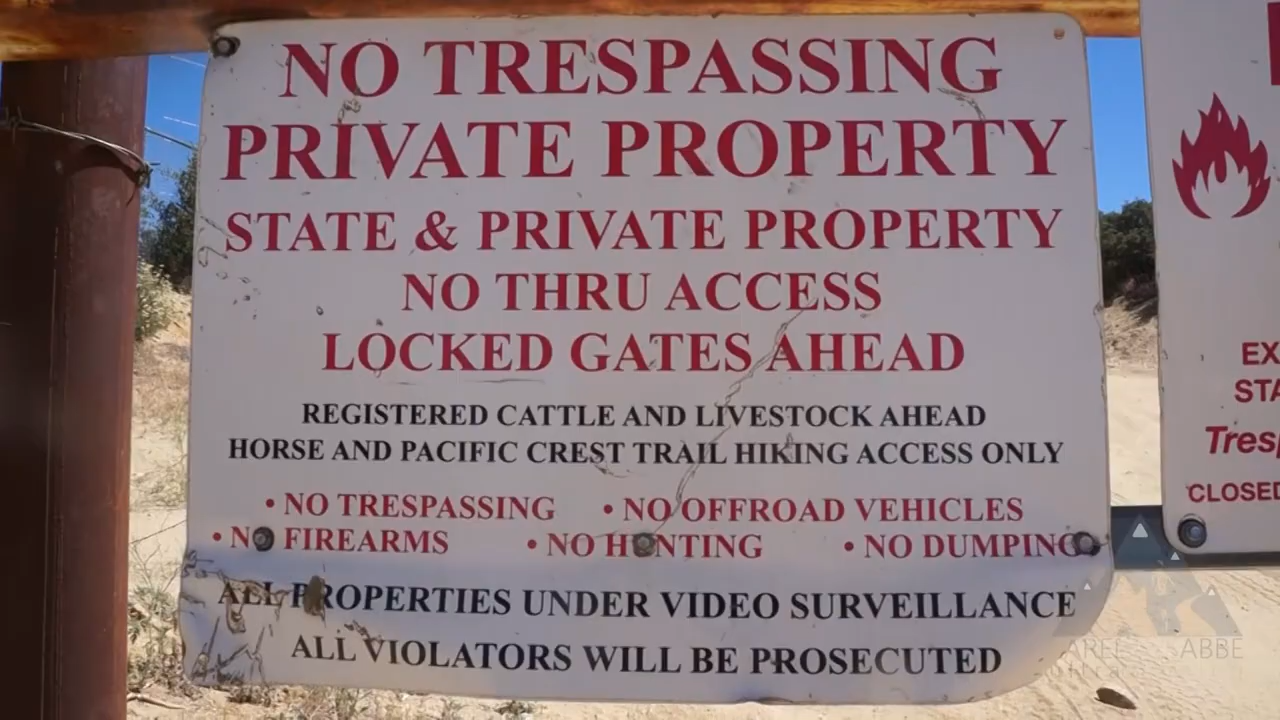 NO TRESPASSING
PRIVATE PROPERTY
STATE & PRIVATE PROPERTY
NO THRU ACCESS
LOCKED GATES AHEAD
REGISTERED CATTLE AND LIVESTOCK AHEAD
HORSE AND PACIFIC CREST TRAIL HIKING ACCESS ONLY
• NO TRESPASSING • NO OFFROAD VEHICLES
• NO FIREARMS • NO HUNTING • NO DUMPING
ALL PROPERTIES UNDER VIDEO SURVEILLANCE
ALL VIOLATORS WILL BE PROSECUTED
EX
STA
Tresp
CLOSED